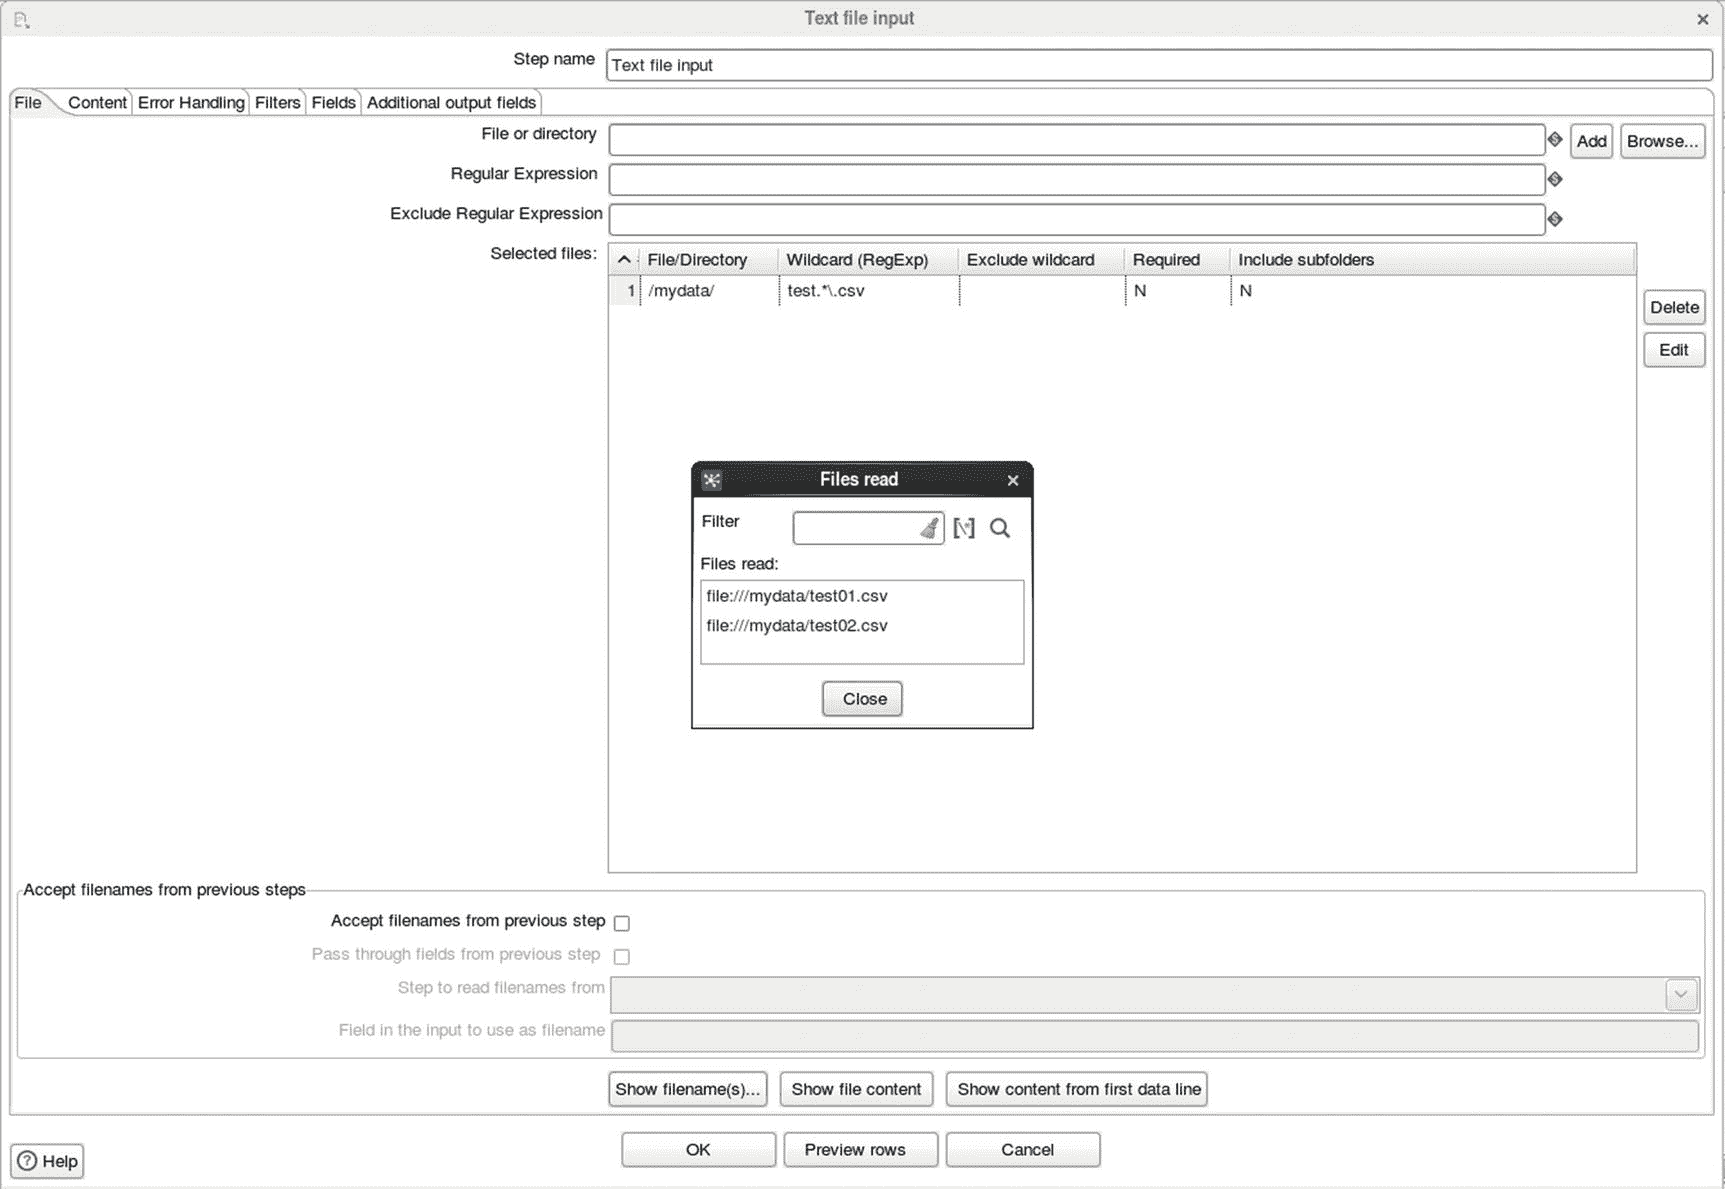 Text file input
Step name Text file input
File Content Error Handling Filters Fields Additional output fields
File or directory Add Browse...
Regular Expression
Exclude Regular Expression
Selected files: File/Directory Wildcard (RegExp) Exclude wildcard Required Include subfolders
1 /mydata/ test.*\.csv N N
Delete
Edit
Files read
Filter [\*]
Files read:
file:///mydata/test01.csv
file:///mydata/test02.csv
Close
Accept filenames from previous steps
Accept filenames from previous step
Pass through fields from previous step
Step to read filenames from
Field in the input to use as filename
Show filename(s)... Show file content Show content from first data line
OK Preview rows Cancel
? Help